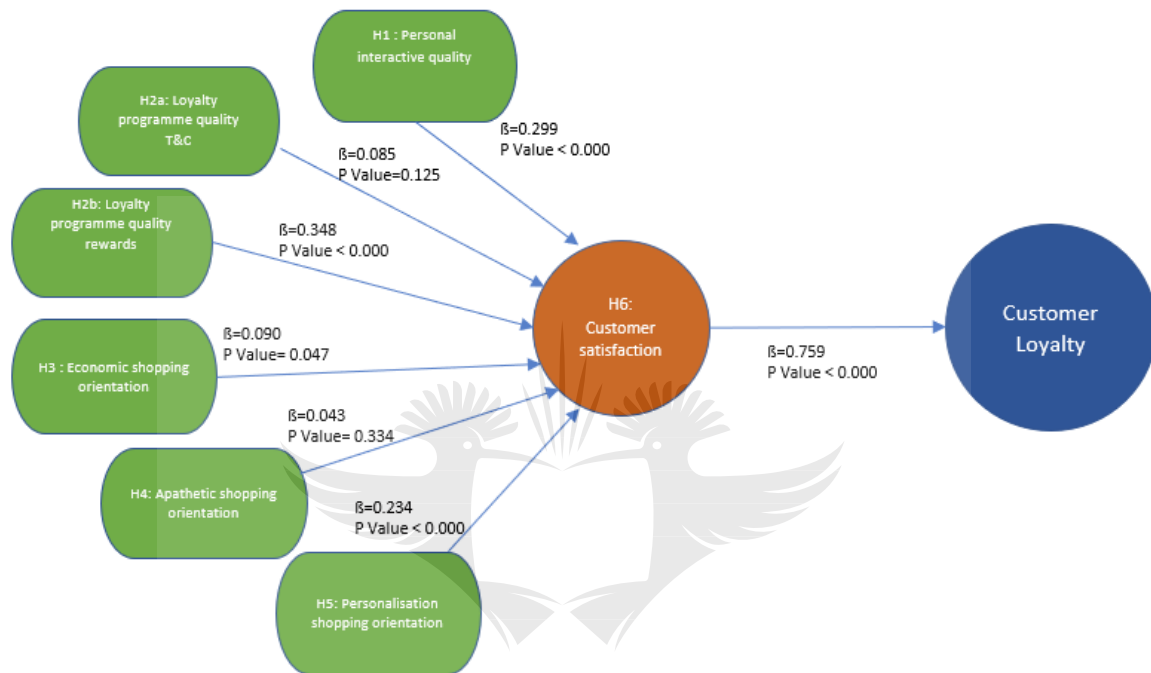 H1 : Personal
interactive quality
H2a: Loyalty
programme quality
T&C
ß=0.299
P Value < 0.000
ß=0.085
P Value=0.125
H2b: Loyalty
programme quality
rewards
ß=0.348
P Value < 0.000
H6:
Customer
satisfaction
Customer
Loyalty
ß=0.090
P Value= 0.047
H3 : Economic shopping
orientation
ß=0.759
P Value < 0.000
ß=0.043
P Value= 0.334
H4: Apathetic shopping
orientation
ß=0.234
P Value < 0.000
H5: Personalisation
shopping orientation